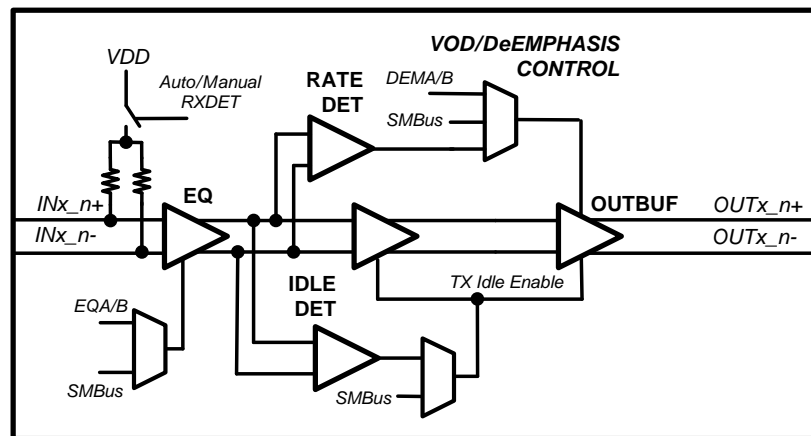 VOD/DeEMPHASIS
CONTROL
VDD
Auto/Manual
RXDET
RATE
DET
DEMA/B
SMBus
EQ
OUTBUF
INx_n+
INx_n-
OUTx_n+
OUTx_n-
IDLE
DET
TX Idle Enable
EQA/B
SMBus
SMBus